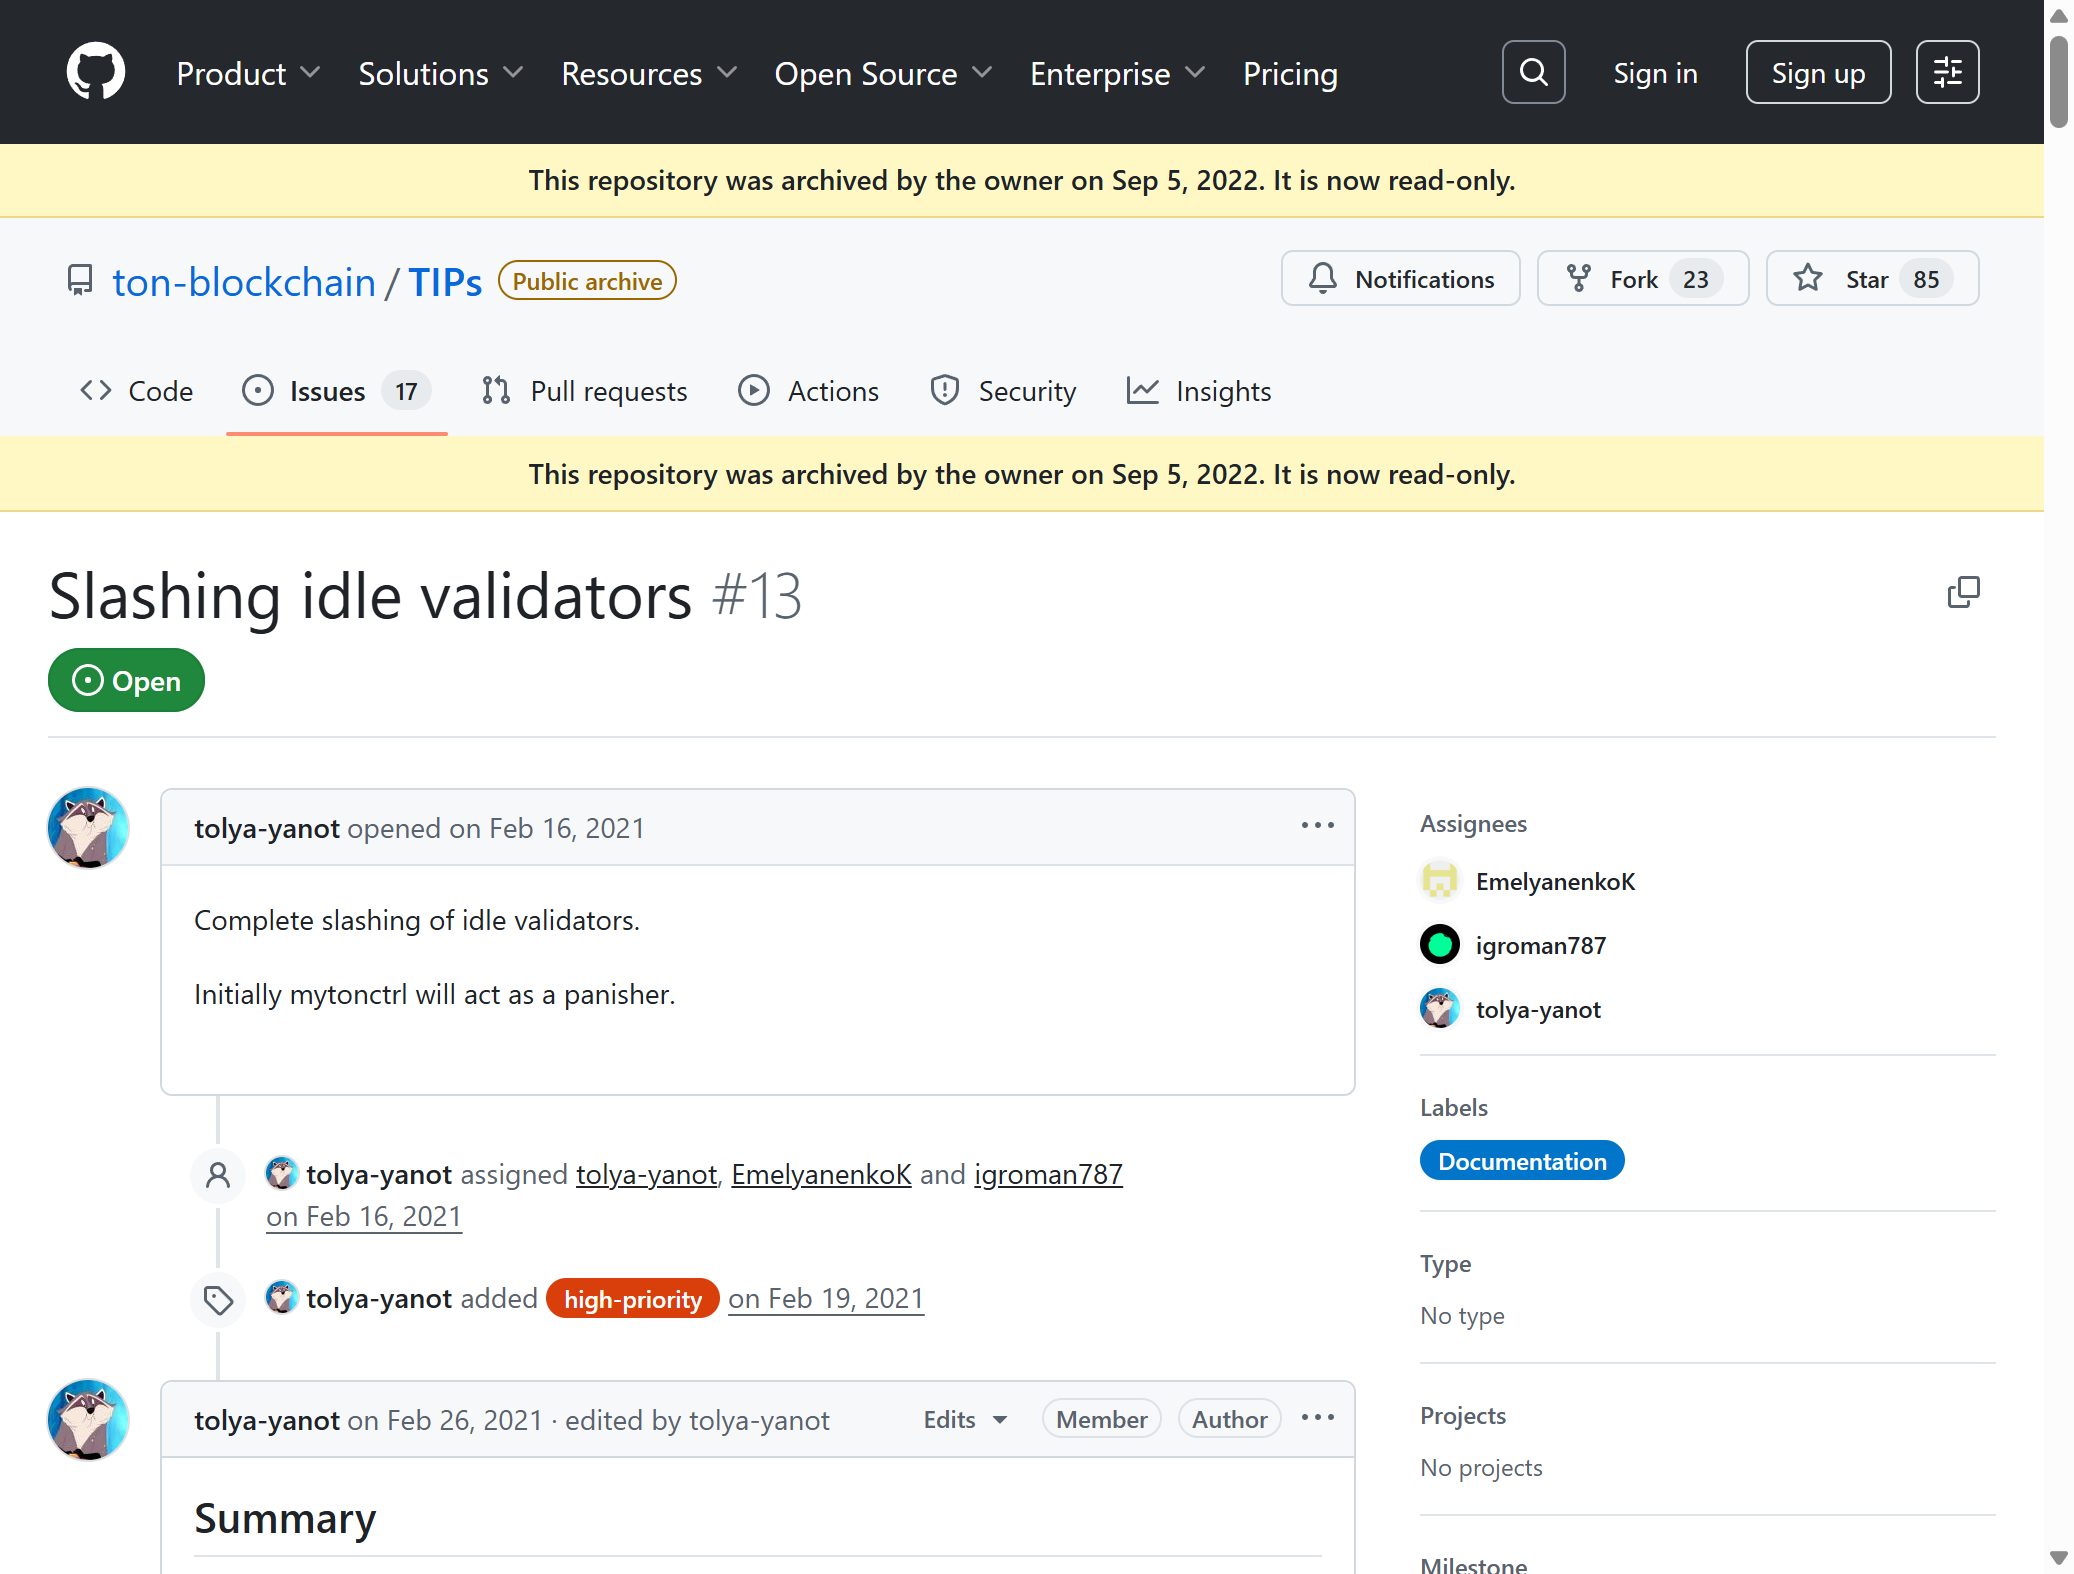 Product Solutions Resources Open Source Enterprise Pricing Sign in Sign up
This repository was archived by the owner on Sep 5, 2022. It is now read-only.
ton-blockchain / TIPs Public archive Notifications Fork 23 Star 85
Code Issues 17 Pull requests Actions Security Insights
This repository was archived by the owner on Sep 5, 2022. It is now read-only.
Slashing idle validators #13
Open
tolya-yanot opened on Feb 16, 2021
Complete slashing of idle validators.
Initially mytonctrl will act as a panisher.
tolya-yanot assigned tolya-yanot, EmelyanenkoK and igroman787
on Feb 16, 2021
tolya-yanot added high-priority on Feb 19, 2021
tolya-yanot on Feb 26, 2021 · edited by tolya-yanot Edits Member Author
Summary
Assignees
EmelyanenkoK
igroman787
tolya-yanot
Labels
Documentation
Type
No type
Projects
No projects
Milestone